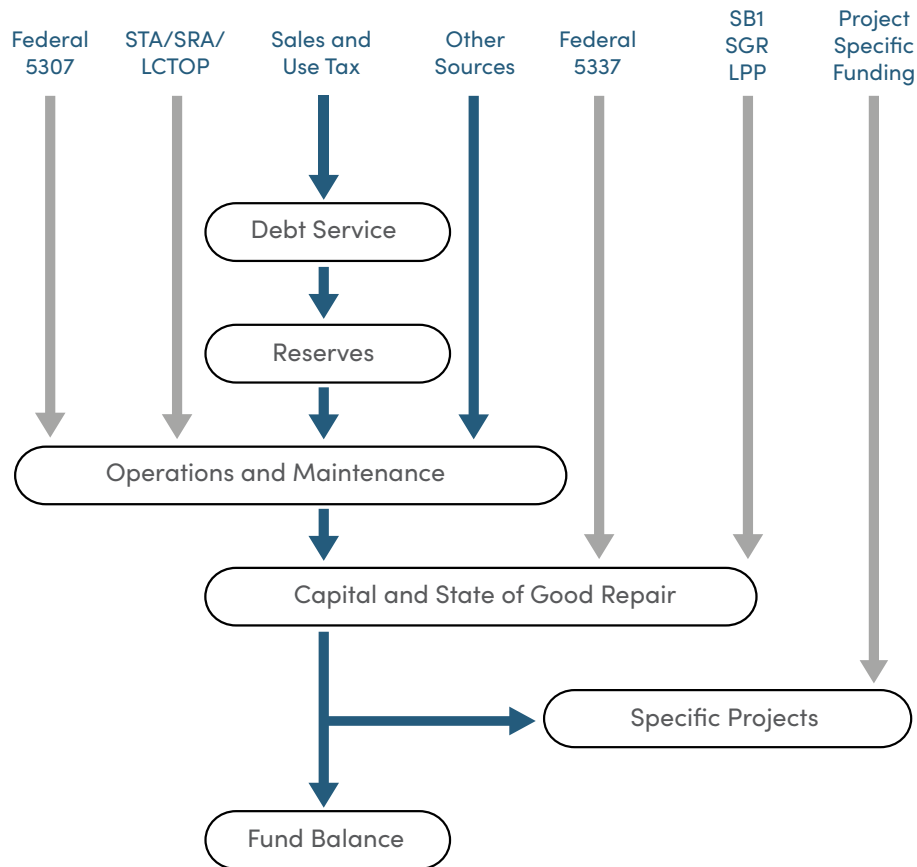 Federal
5307
STA/SRA/
LCTOP
Sales and
Use Tax
Other
Sources
Federal
5337
SB1
SGR
LPP
Project
Specific
Funding
Debt Service
Reserves
Operations and Maintenance
Capital and State of Good Repair
Specific Projects
Fund Balance